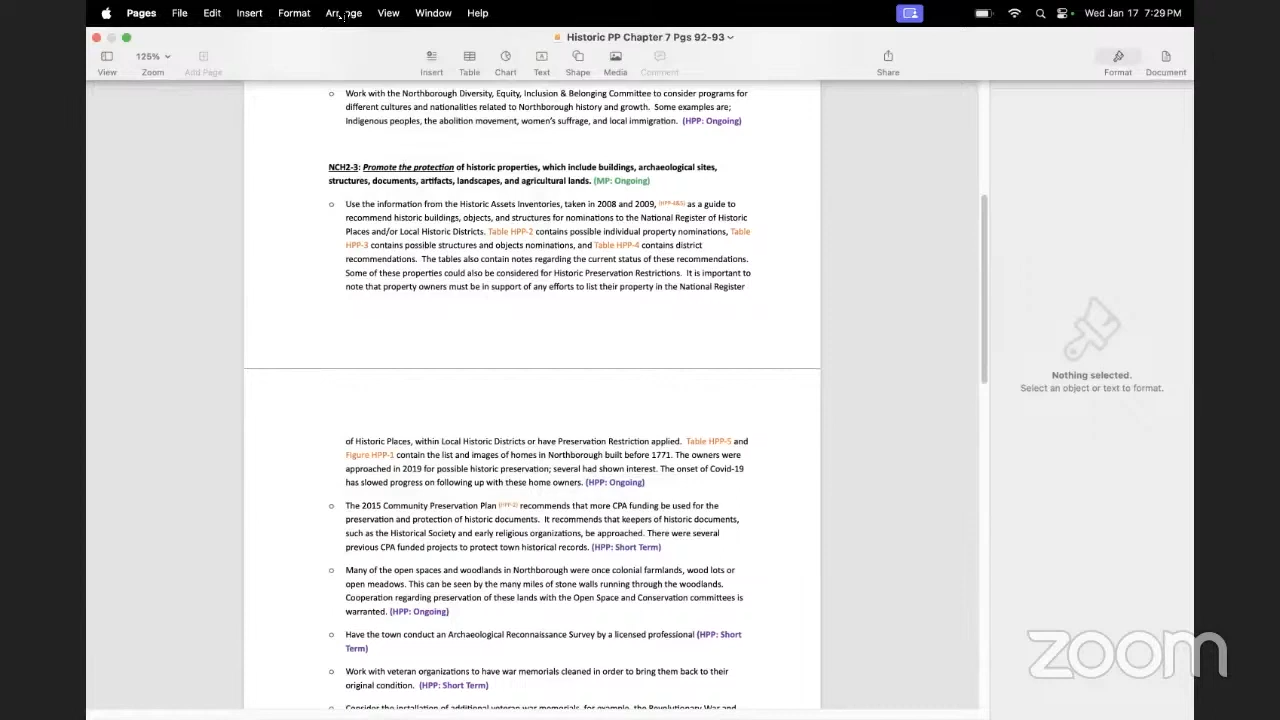 Pages File Edit Insert Format Arrange View Window Help Wed Jan 17 7:29 PM
Historic PP Chapter 7 Pgs 92-93
125%
View Zoom Add Page Insert Table Chart Text Shape Media Comment Share Format Document
Work with the Northborough Diversity, Equity, Inclusion & Belonging Committee to consider programs for
different cultures and nationalities related to Northborough history and growth. Some examples are;
Indigenous peoples, the abolition movement, women's suffrage, and local immigration. (HPP: Ongoing)
NCH2-3: Promote the protection of historic properties, which include buildings, archaeological sites,
structures, documents, artifacts, landscapes, and agricultural lands. (MP: Ongoing)
Use the information from the Historic Assets Inventories, taken in 2008 and 2009, as a guide to
recommend historic buildings, objects, and structures for nominations to the National Register of Historic
Places and/or Local Historic Districts. Table HPP-2 contains possible individual property nominations, Table
HPP-3 contains possible structures and objects nominations, and Table HPP-4 contains district
recommendations. The tables also contain notes regarding the current status of these recommendations.
Some of these properties could also be considered for Historic Preservation Restrictions. It is important to
note that property owners must be in support of any efforts to list their property in the National Register
Nothing selected.
Select an object or text to format.
of Historic Places, within Local Historic Districts or have Preservation Restriction applied. Table HPP-5 and
Figure HPP-1 contain the list and images of homes in Northborough built before 1771. The owners were
approached in 2019 for possible historic preservation; several had shown interest. The onset of Covid-19
has slowed progress on following up with these home owners. (HPP: Ongoing)
The 2015 Community Preservation Plan (HPP-2) recommends that more CPA funding be used for the
preservation and protection of historic documents. It recommends that keepers of historic documents,
such as the Historical Society and early religious organizations, be approached. There were several
previous CPA funded projects to protect town historical records. (HPP: Short Term)
Many of the open spaces and woodlands in Northborough were once colonial farmlands, wood lots or
open meadows. This can be seen by the many miles of stone walls running through the woodlands.
Cooperation regarding preservation of these lands with the Open Space and Conservation committees is
warranted. (HPP: Ongoing)
Have the town conduct an Archaeological Reconnaissance Survey by a licensed professional (HPP: Short
Term)
Work with veteran organizations to have war memorials cleaned in order to bring them back to their
original condition. (HPP: Short Term)
Consider the installation of additional veteran war memorials, for example, the Revolutionary War and
zoom